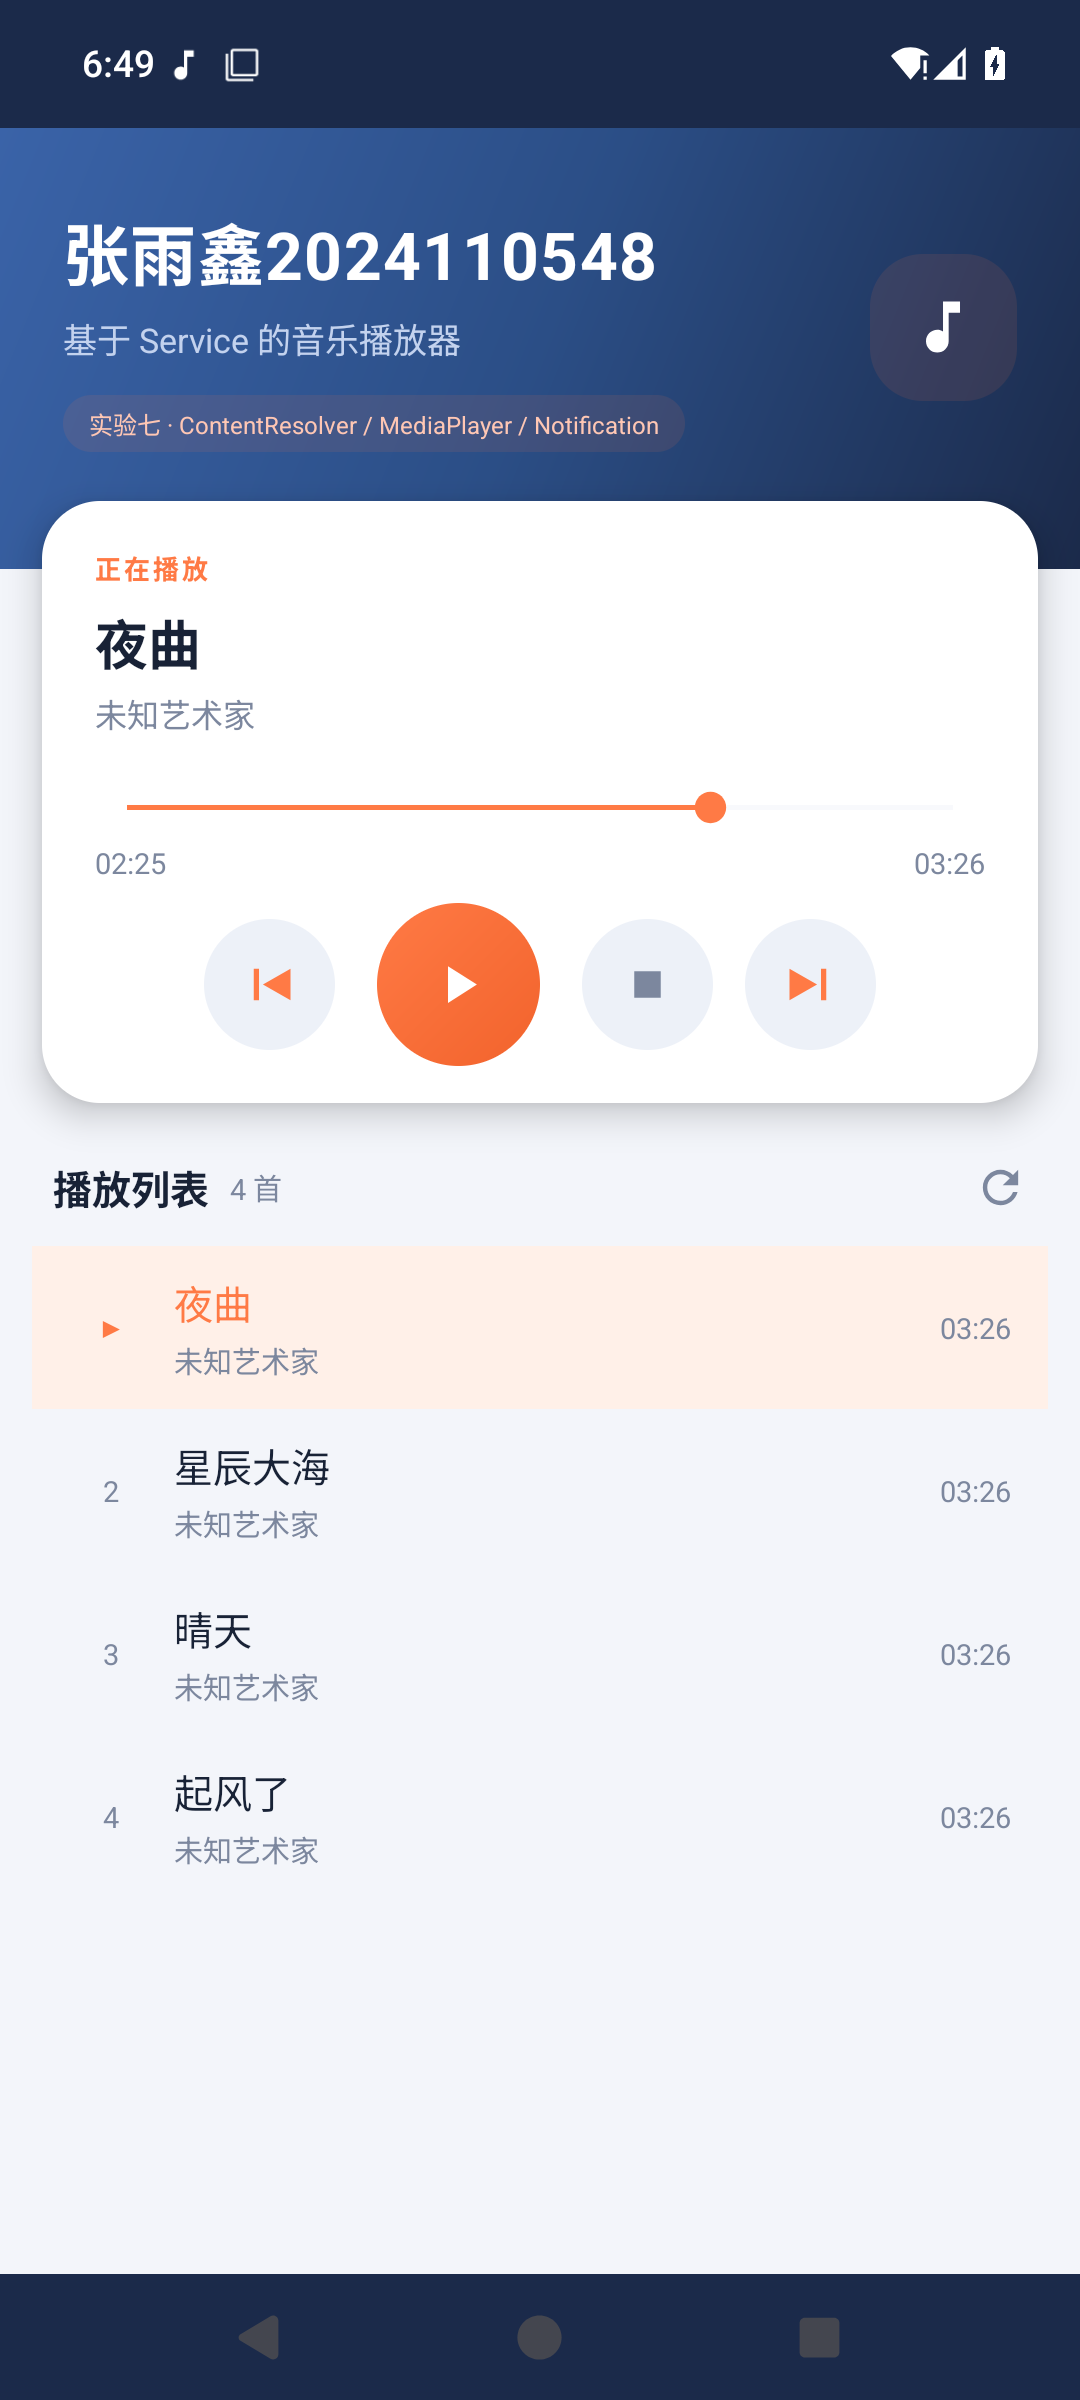 6:49
张雨鑫2024110548
基于 Service 的音乐播放器
实验七 · ContentResolver / MediaPlayer / Notification
正在播放
夜曲
未知艺术家
02:25
03:26
播放列表 4 首
夜曲
未知艺术家
03:26
2
星辰大海
未知艺术家
03:26
3
晴天
未知艺术家
03:26
4
起风了
未知艺术家
03:26